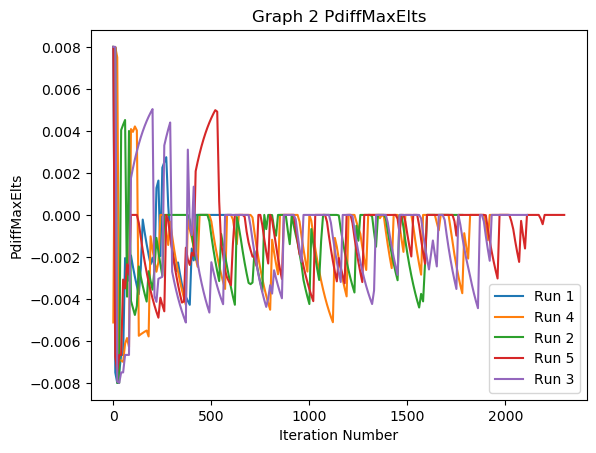 Graph 2 PdiffMaxElts
PdiffMaxElts
0.008
0.006
0.004
0.002
0.000
−0.002
−0.004
−0.006
−0.008
0
500
1000
1500
2000
Iteration Number
Run 1
Run 4
Run 2
Run 5
Run 3